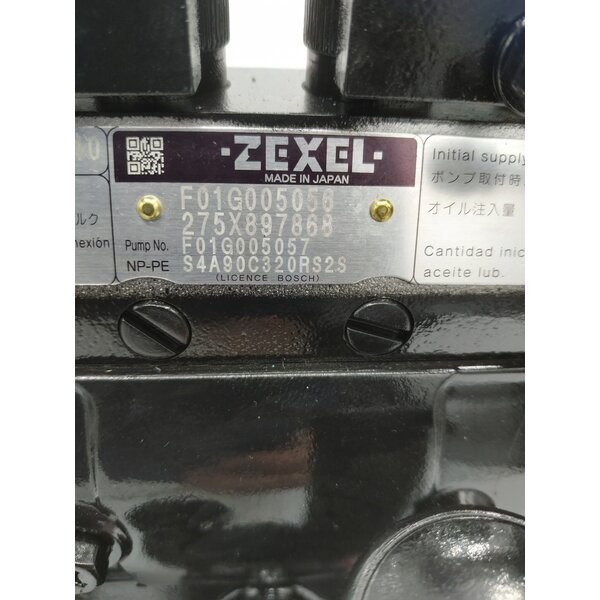 ·ZEXEL·
MADE IN JAPAN
F01G005056
275X897868
Pump No. F01G005057
NP-PE S4A90C320RS2S
(LICENCE BOSCH)
ルク
nexión
Initial supply
ポンプ取付時
オイル注入量
Cantidad inic
aceite lub.